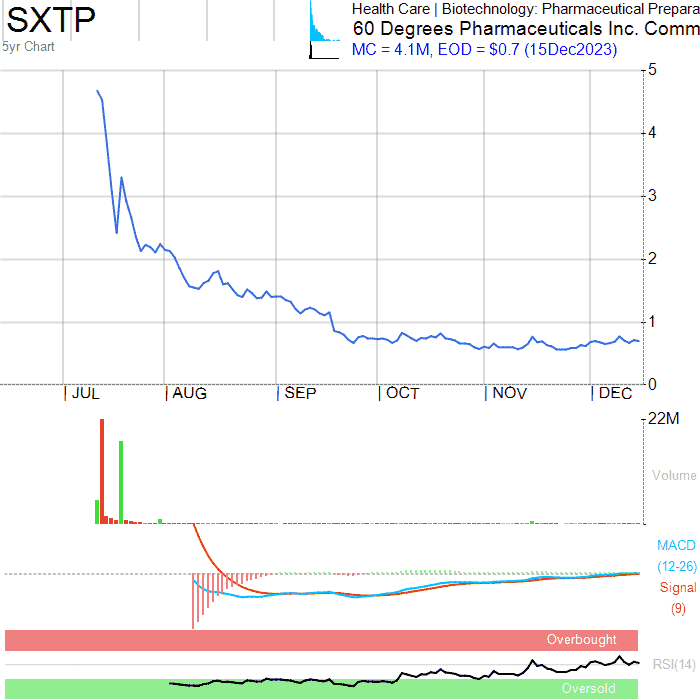 SXTP
5yr Chart
Health Care | Biotechnology: Pharmaceutical Prepara
60 Degrees Pharmaceuticals Inc. Comm
MC = 4.1M, EOD = $0.7 (15Dec2023)
5
4
3
2
1
0
| JUL | AUG | SEP | OCT | NOV | DEC
22M
Volume
MACD
(12-26)
Signal
(9)
Overbought
RSI(14)
Oversold